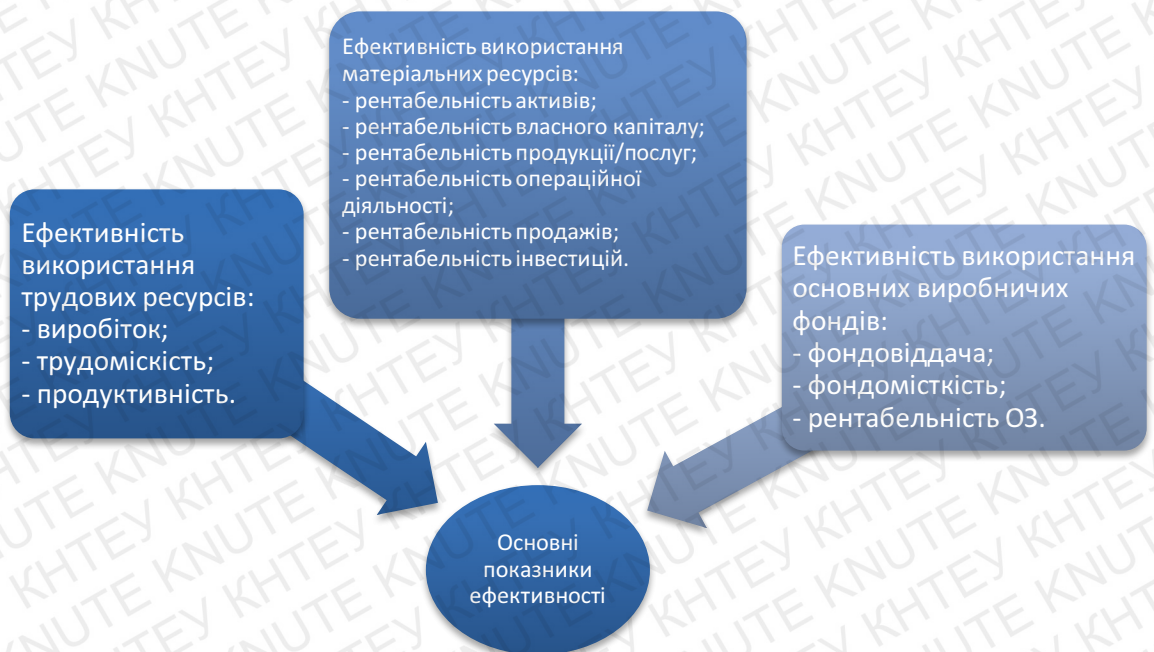 Ефективність використання
матеріальних ресурсів:
- рентабельність активів;
- рентабельність власного капіталу;
- рентабельність продукції/послуг;
- рентабельність операційної
діяльності;
- рентабельність продажів;
- рентабельність інвестицій.
Ефективність
використання
трудових ресурсів:
- виробіток;
- трудоміскість;
- продуктивність.
Ефективність використання
основних виробничих
фондів:
- фондовіддача;
- фондомісткість;
- рентабельність ОЗ.
Основні
показники
ефективності